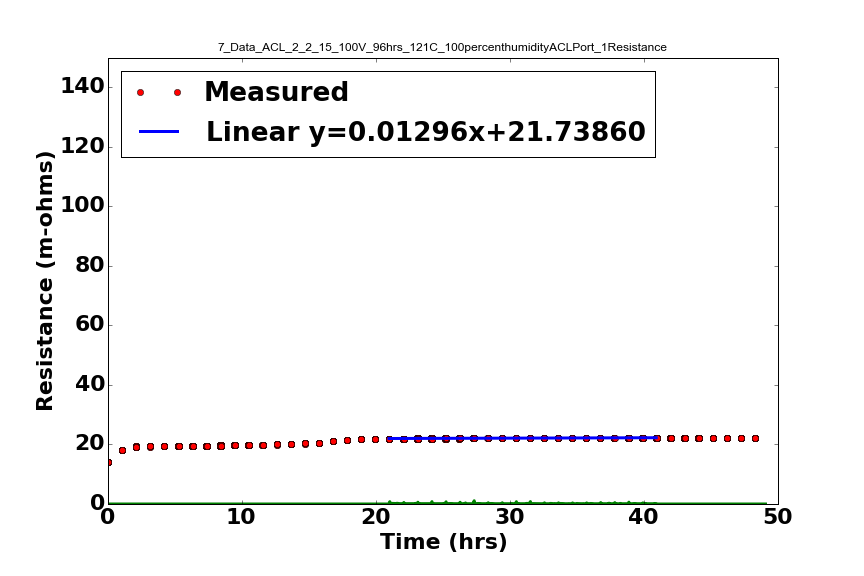 7_Data_ACL_2_2_15_100V_96hrs_121C_100percenthumidityACLPort_1Resistance
Measured
Linear y=0.01296x+21.73860
Resistance (m-ohms)
140
120
100
80
60
40
20
0
0 10 20 30 40 50
Time (hrs)